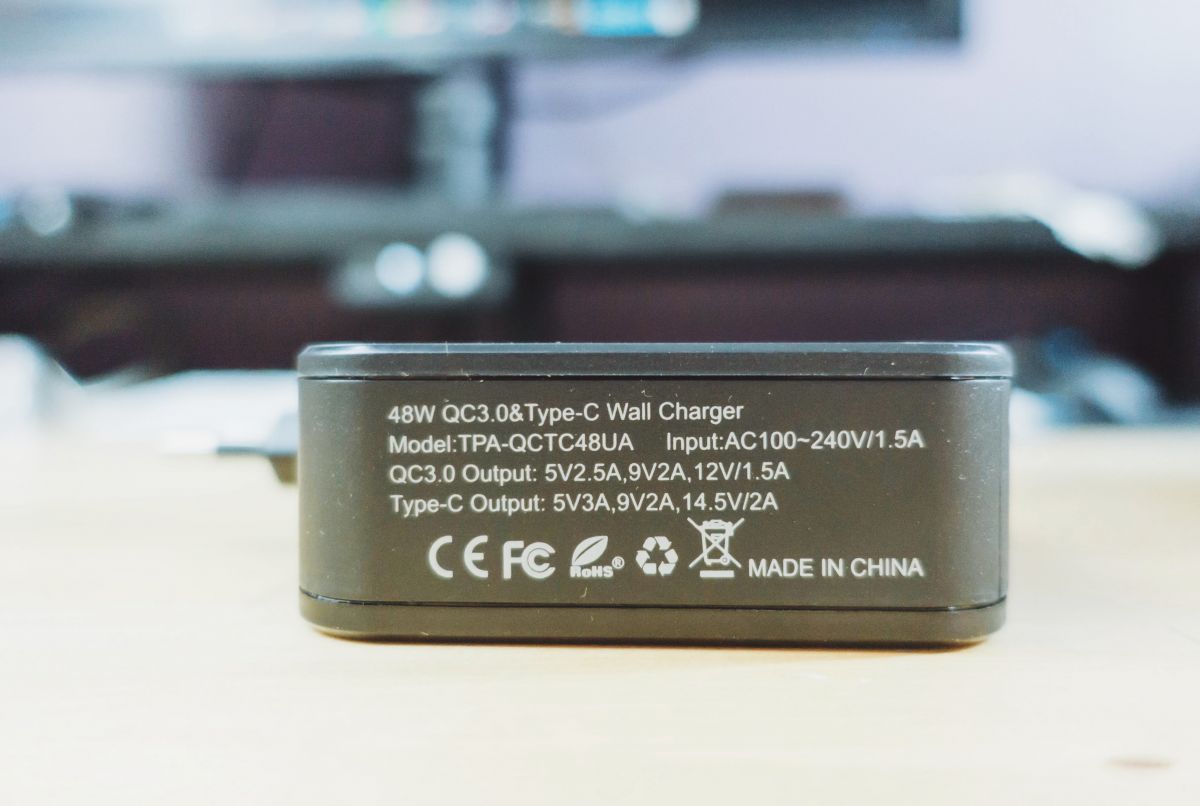 48W QC3.0&Type-C Wall Charger
Model:TPA-QCTC48UA Input:AC100~240V/1.5A
QC3.0 Output: 5V2.5A,9V2A,12V/1.5A
Type-C Output: 5V3A,9V2A,14.5V/2A
CE FC RoHS® MADE IN CHINA